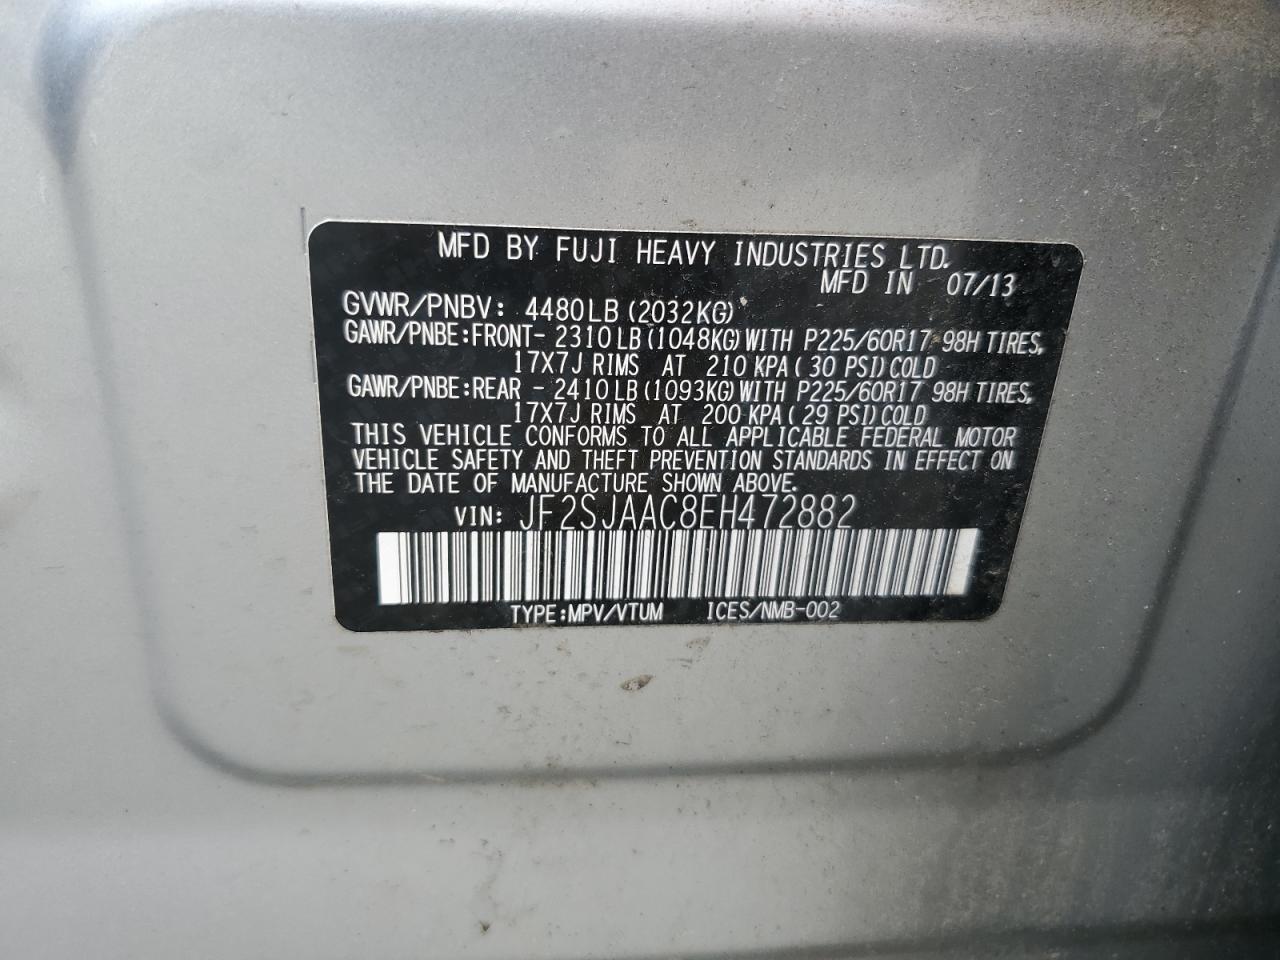 MFD BY FUJI HEAVY INDUSTRIES LTD.
MFD IN 07/13
GVWR/PNBV: 4480LB (2032KG)
GAWR/PNBE:FRONT- 2310LB (1048KG) WITH P225/60R17 98H TIRES,
17X7J RIMS AT 210 KPA ( 30 PSI) COLD
GAWR/PNBE:REAR - 2410LB (1093KG) WITH P225/60R17 98H TIRES,
17X7J RIMS AT 200 KPA ( 29 PSI) COLD
THIS VEHICLE CONFORMS TO ALL APPLICABLE FEDERAL MOTOR
VEHICLE SAFETY AND THEFT PREVENTION STANDARDS IN EFFECT ON
THE DATE OF MANUFACTURE SHOWN ABOVE.
VIN: JF2SJAAC8EH472882
TYPE:MPV/VTUM ICES/NMB-002